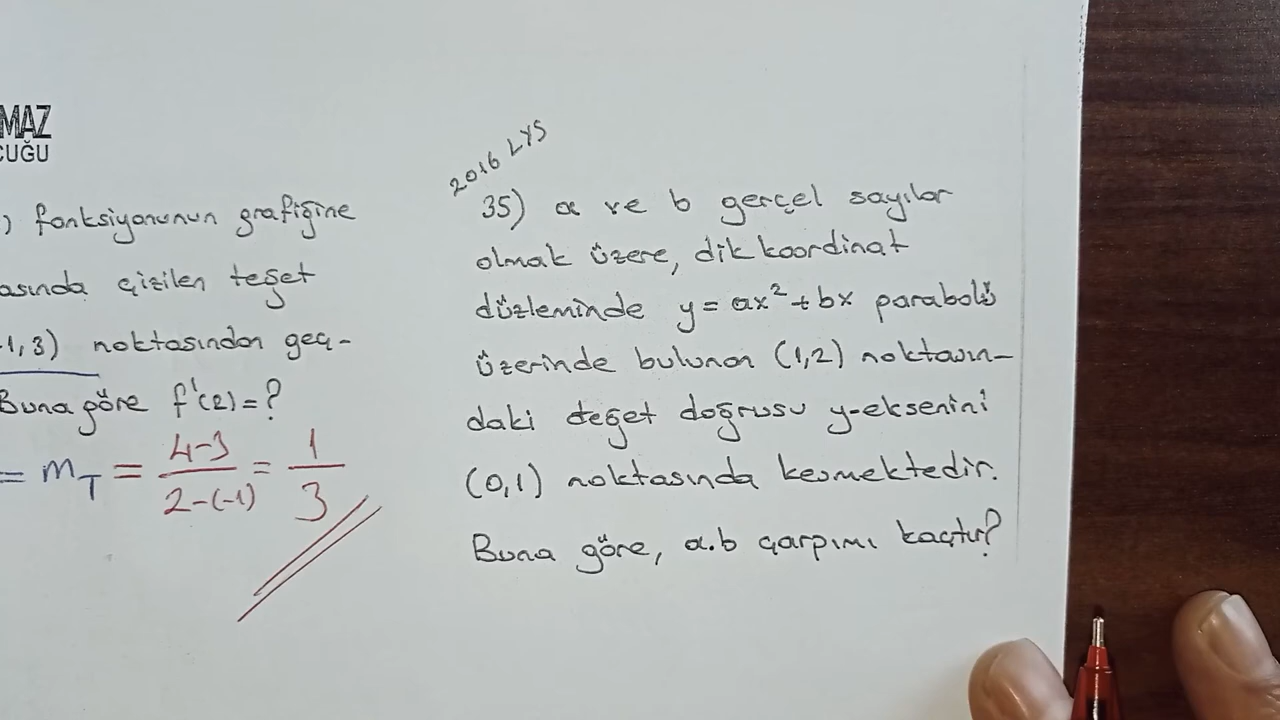 MAZ
CUĞU
) fonksiyonunun grafiğine
asında çizilen teğet
-1, 3) noktasından geç-
Buna göre f'(2)=?
= m_T = \frac{4-3}{2-(-1)} = \frac{1}{3}
2016 LYS
35) a ve b gerçel sayılar
olmak üzere, dik koordinat
düzleminde y = ax² + bx parabolü
üzerinde bulunan (1,2) noktasın-
daki teğet doğrusu y-eksenini
(0,1) noktasında kesmektedir.
Buna göre, a.b çarpımı kaçtır?